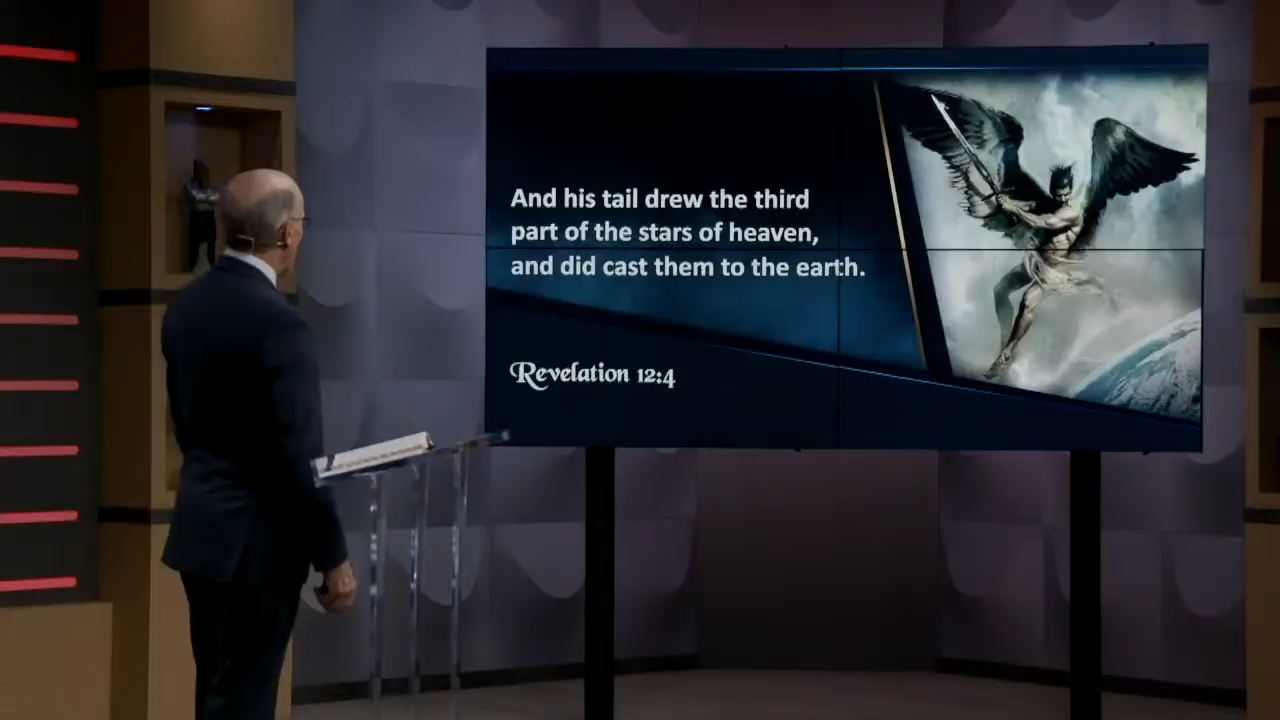 And his tail drew the third
part of the stars of heaven,
and did cast them to the earth.
Revelation 12:4